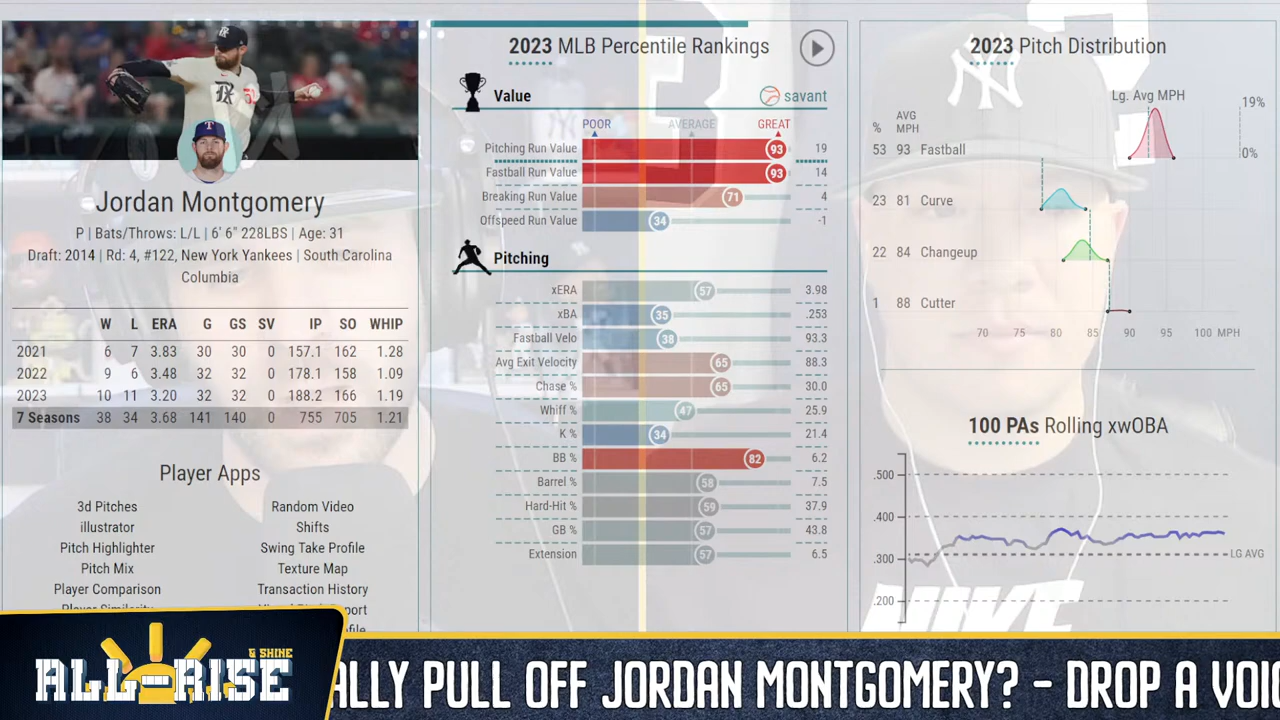 Jordan Montgomery
P | Bats/Throws: L/L | 6' 6" 228LBS | Age: 31
Draft: 2014 | Rd: 4, #122, New York Yankees | South Carolina
Columbia
W L ERA G GS SV IP SO WHIP
2021 6 7 3.83 30 30 0 157.1 162 1.28
2022 9 6 3.48 32 32 0 178.1 158 1.09
2023 10 11 3.20 32 32 0 188.2 166 1.19
7 Seasons 38 34 3.68 141 140 0 755 705 1.21
Player Apps
3d Pitches Random Video
illustrator Shifts
Pitch Highlighter Swing Take Profile
Pitch Mix Texture Map
Player Comparison Transaction History
Player Similarity
2023 MLB Percentile Rankings
Value savant
POOR AVERAGE GREAT
Pitching Run Value 93 19
Fastball Run Value 93 14
Breaking Run Value 71 4
Offspeed Run Value 34 -1
Pitching
xERA 57 3.98
xBA 35 .253
Fastball Velo 38 93.3
Avg Exit Velocity 65 88.3
Chase % 65 30.0
Whiff % 47 25.9
K % 34 21.4
BB % 82 6.2
Barrel % 58 7.5
Hard-Hit % 59 37.9
GB % 57 43.8
Extension 57 6.5
2023 Pitch Distribution
Lg. Avg MPH
19%
0%
% AVG MPH
53 93 Fastball
23 81 Curve
22 84 Changeup
1 88 Cutter
70 75 80 85 90 95 100 MPH
100 PAs Rolling xwOBA
.500
.400
.300 LG AVG
.200
NIKE
ALL-RISE
& SHINE
ALLY PULL OFF JORDAN MONTGOMERY? - DROP A VOI